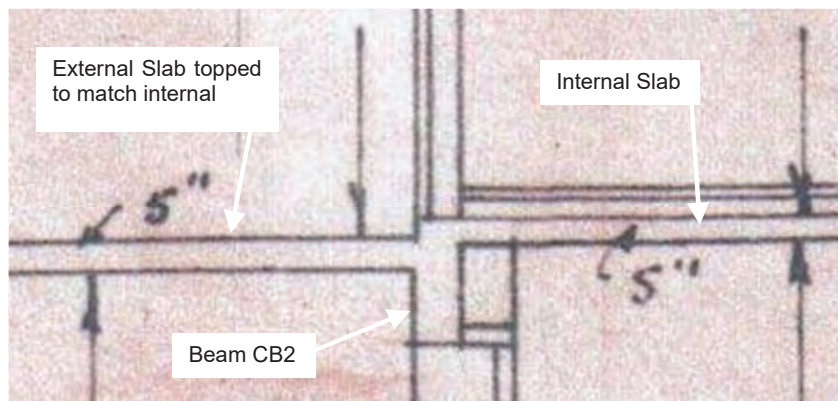 External Slab topped
to match internal
Internal Slab
5"
5"
Beam CB2